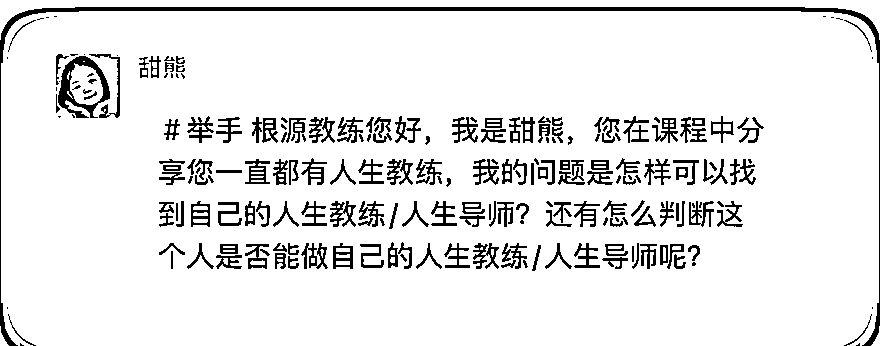 甜熊
#举手 根源教练您好，我是甜熊，您在课程中分
享您一直都有人生教练，我的问题是怎样可以找
到自己的人生教练/人生导师？还有怎么判断这
个人是否能做自己的人生教练/人生导师呢？